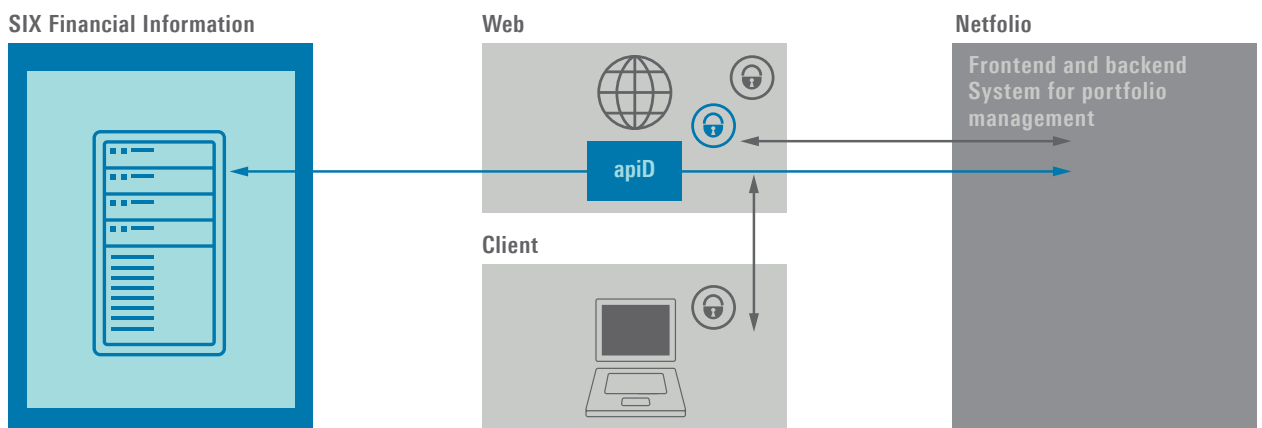 SIX Financial Information
Web
Netfolio
Frontend and backend
System for portfolio
management
apiD
Client